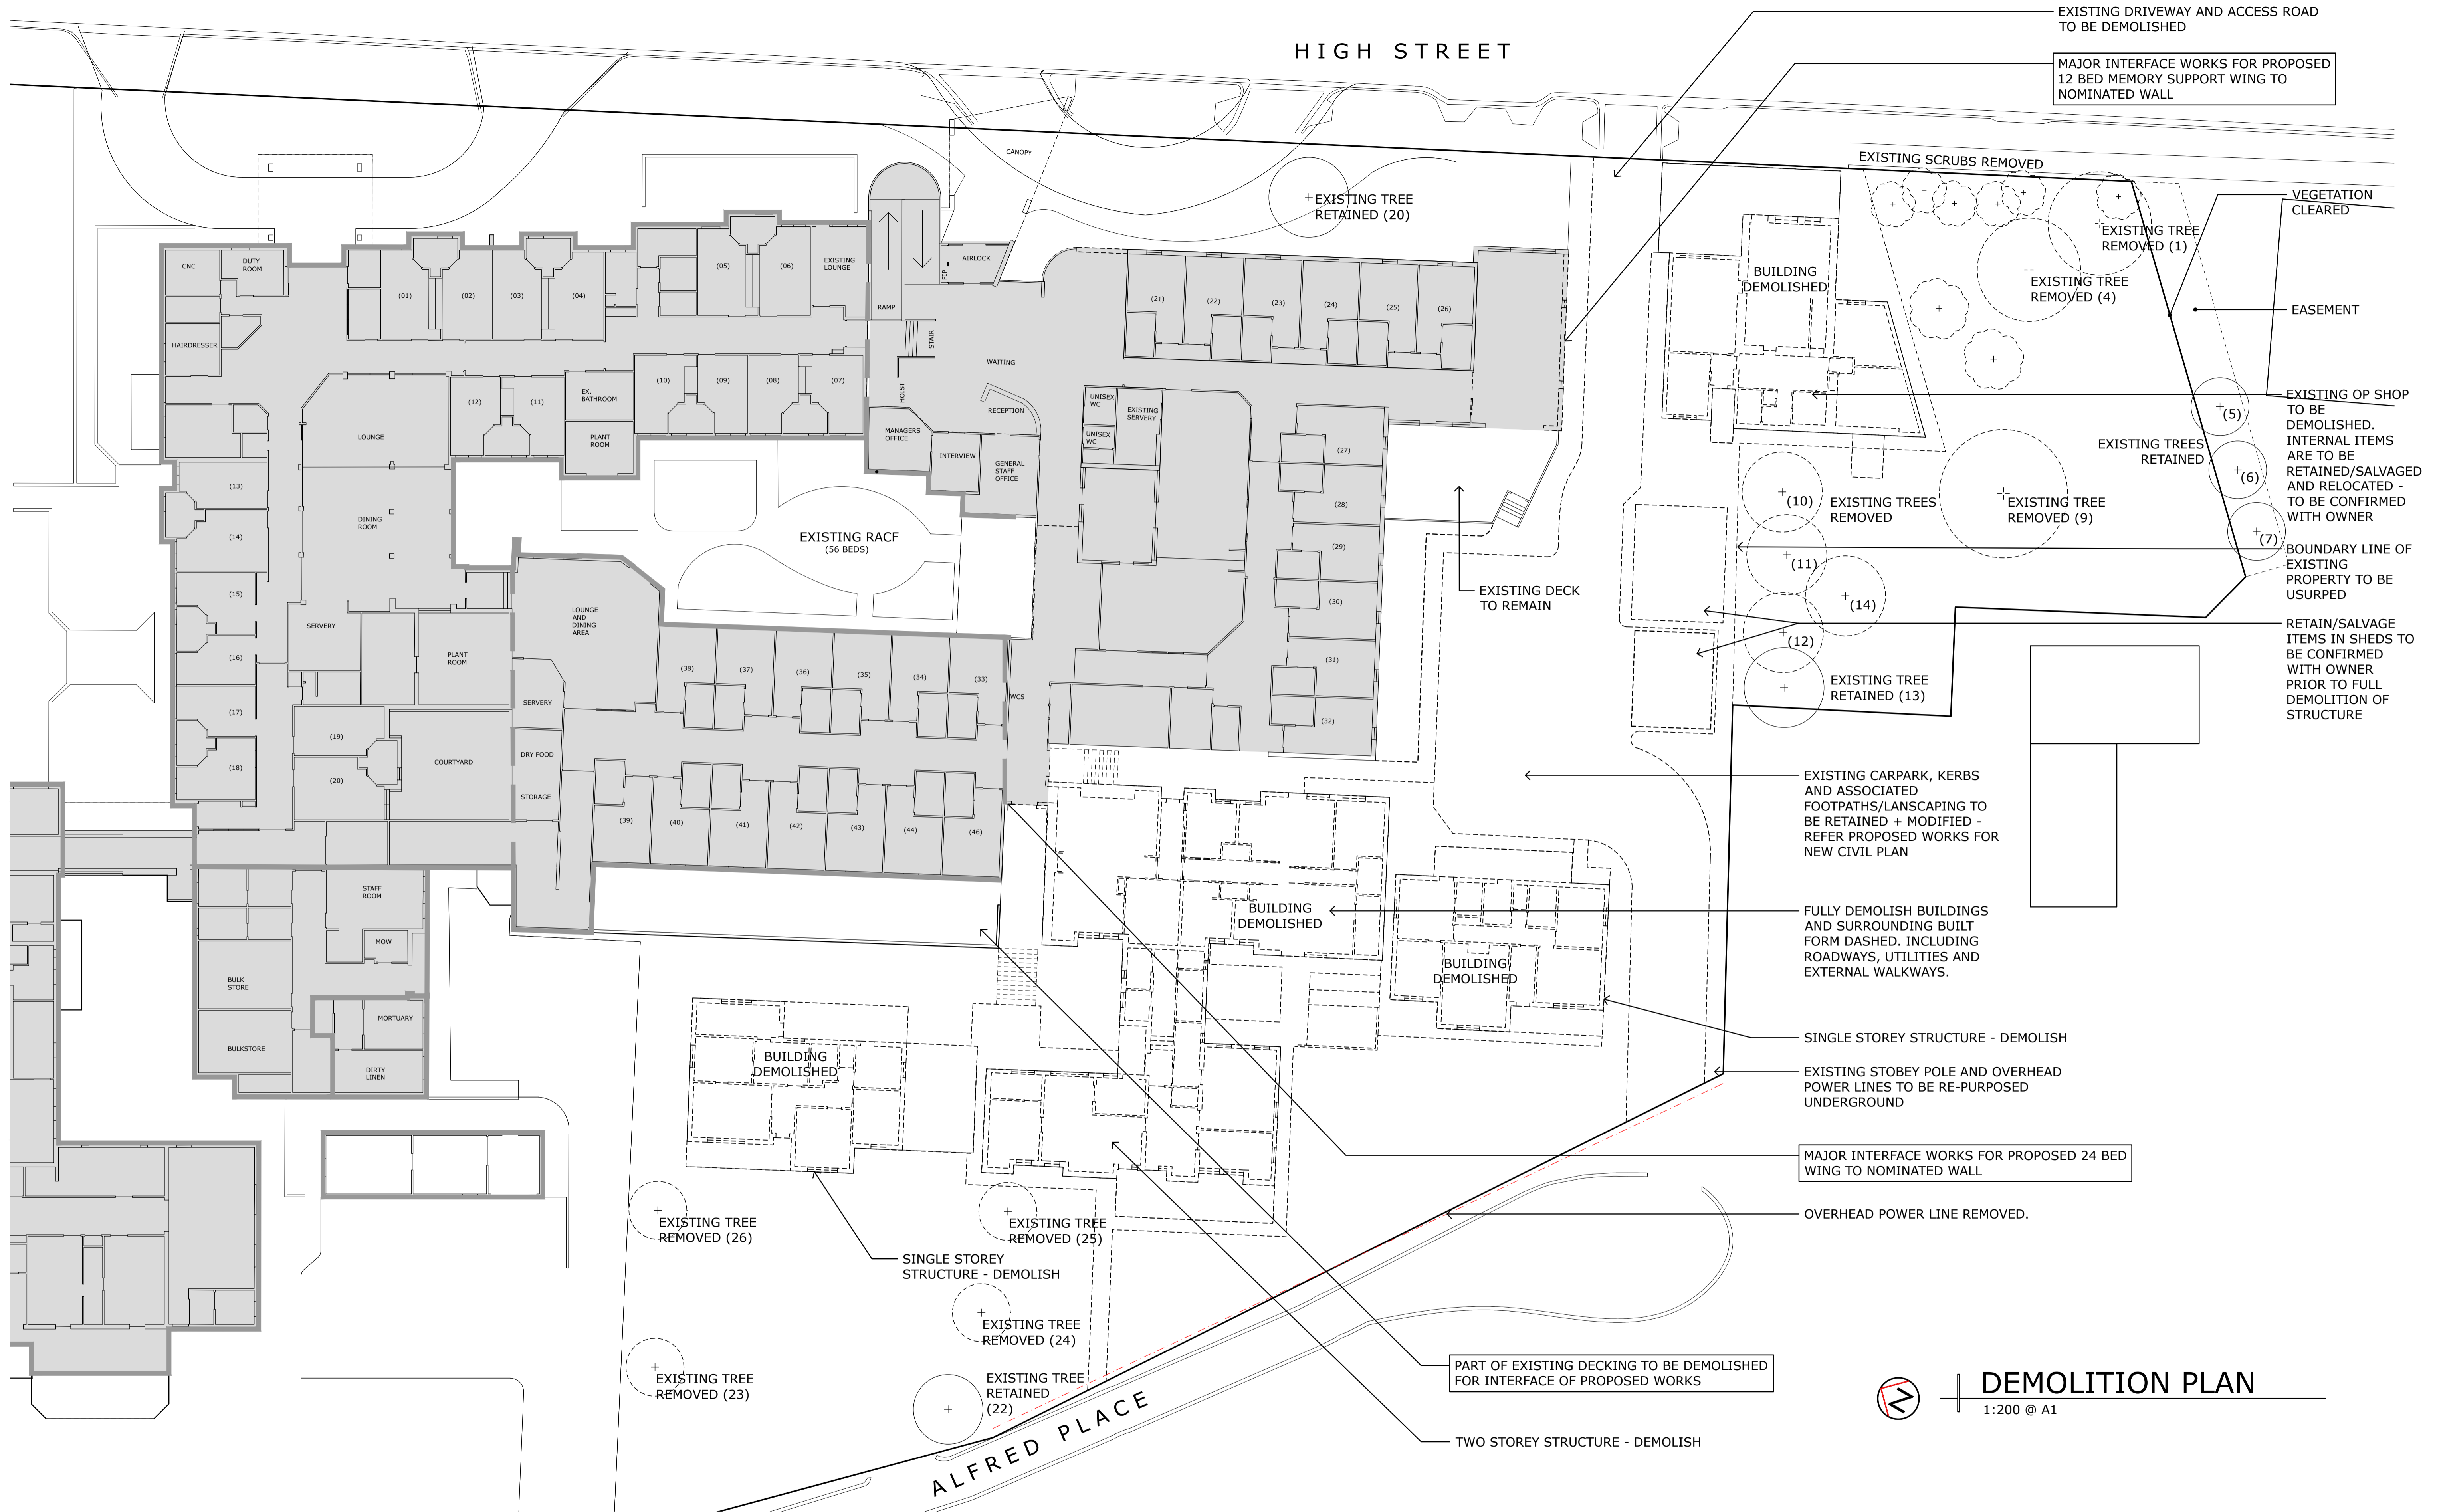 HIGH STREET
EXISTING DRIVEWAY AND ACCESS ROAD
TO BE DEMOLISHED
MAJOR INTERFACE WORKS FOR PROPOSED
12 BED MEMORY SUPPORT WING TO
NOMINATED WALL
CANOPY
EXISTING SCRUBS REMOVED
EXISTING TREE
RETAINED (20)
VEGETATION
CLEARED
EXISTING TREE
REMOVED (1)
EXISTING TREE
REMOVED (4)
EASEMENT
BUILDING
DEMOLISHED
CNC
DUTY
ROOM
(01)
(02)
(03)
(04)
(05)
(06)
EXISTING
LOUNGE
RAMP
FIP
AIRLOCK
(21)
(22)
(23)
(24)
(25)
(26)
HAIRDRESSER
STAIR
WAITING
HOIST
RECEPTION
(12)
(11)
EX.
BATHROOM
(10)
(09)
(08)
(07)
UNISEX
WC
EXISTING
SERVERY
UNISEX
WC
MANAGERS
OFFICE
INTERVIEW
GENERAL
STAFF
OFFICE
PLANT
ROOM
LOUNGE
(27)
(28)
(29)
(30)
(31)
(32)
EXISTING OP SHOP
TO BE
DEMOLISHED.
INTERNAL ITEMS
ARE TO BE
RETAINED/SALVAGED
AND RELOCATED -
TO BE CONFIRMED
WITH OWNER
(5)
EXISTING TREES
RETAINED
(6)
(7)
(10)
EXISTING TREES
REMOVED
EXISTING TREE
REMOVED (9)
(11)
(14)
(12)
BOUNDARY LINE OF
EXISTING
PROPERTY TO BE
USURPED
RETAIN/SALVAGE
ITEMS IN SHEDS TO
BE CONFIRMED
WITH OWNER
PRIOR TO FULL
DEMOLITION OF
STRUCTURE
EXISTING TREE
RETAINED (13)
(13)
(14)
(15)
(16)
(17)
(18)
DINING
ROOM
EXISTING RACF
(56 BEDS)
EXISTING DECK
TO REMAIN
SERVERY
LOUNGE
AND
DINING
AREA
PLANT
ROOM
SERVERY
(38)
(37)
(36)
(35)
(34)
(33)
WCS
(19)
(20)
COURTYARD
DRY FOOD
STORAGE
(39)
(40)
(41)
(42)
(43)
(44)
(46)
EXISTING CARPARK, KERBS
AND ASSOCIATED
FOOTPATHS/LANSCAPING TO
BE RETAINED + MODIFIED -
REFER PROPOSED WORKS FOR
NEW CIVIL PLAN
STAFF
ROOM
MOW
BULK
STORE
MORTUARY
BULKSTORE
DIRTY
LINEN
BUILDING
DEMOLISHED
BUILDING
DEMOLISHED
BUILDING
DEMOLISHED
FULLY DEMOLISH BUILDINGS
AND SURROUNDING BUILT
FORM DASHED. INCLUDING
ROADWAYS, UTILITIES AND
EXTERNAL WALKWAYS.
SINGLE STOREY STRUCTURE - DEMOLISH
EXISTING STOBEY POLE AND OVERHEAD
POWER LINES TO BE RE-PURPOSED
UNDERGROUND
MAJOR INTERFACE WORKS FOR PROPOSED 24 BED
WING TO NOMINATED WALL
OVERHEAD POWER LINE REMOVED.
EXISTING TREE
REMOVED (26)
EXISTING TREE
REMOVED (25)
SINGLE STOREY
STRUCTURE - DEMOLISH
EXISTING TREE
REMOVED (24)
EXISTING TREE
REMOVED (23)
EXISTING TREE
RETAINED
(22)
PART OF EXISTING DECKING TO BE DEMOLISHED
FOR INTERFACE OF PROPOSED WORKS
TWO STOREY STRUCTURE - DEMOLISH
ALFRED PLACE
DEMOLITION PLAN
1:200 @ A1